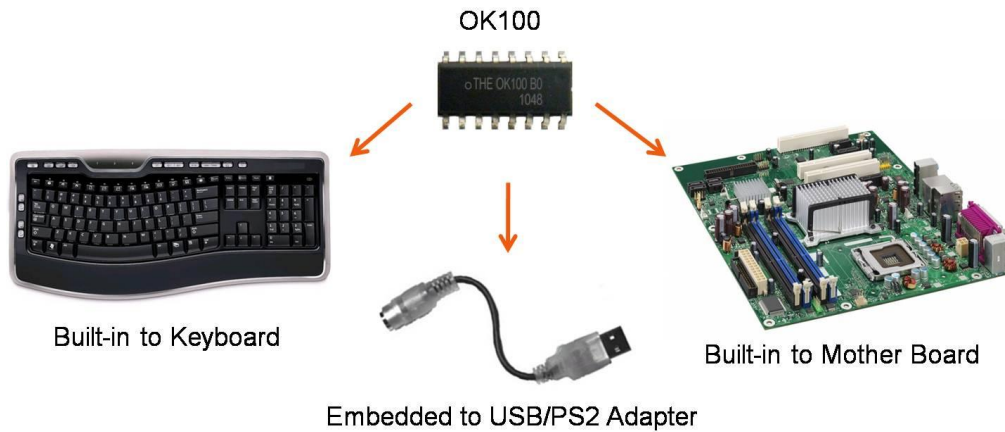 OK100
THE OK100 B0
1048
Built-in to Keyboard
Built-in to Mother Board
Embedded to USB/PS2 Adapter